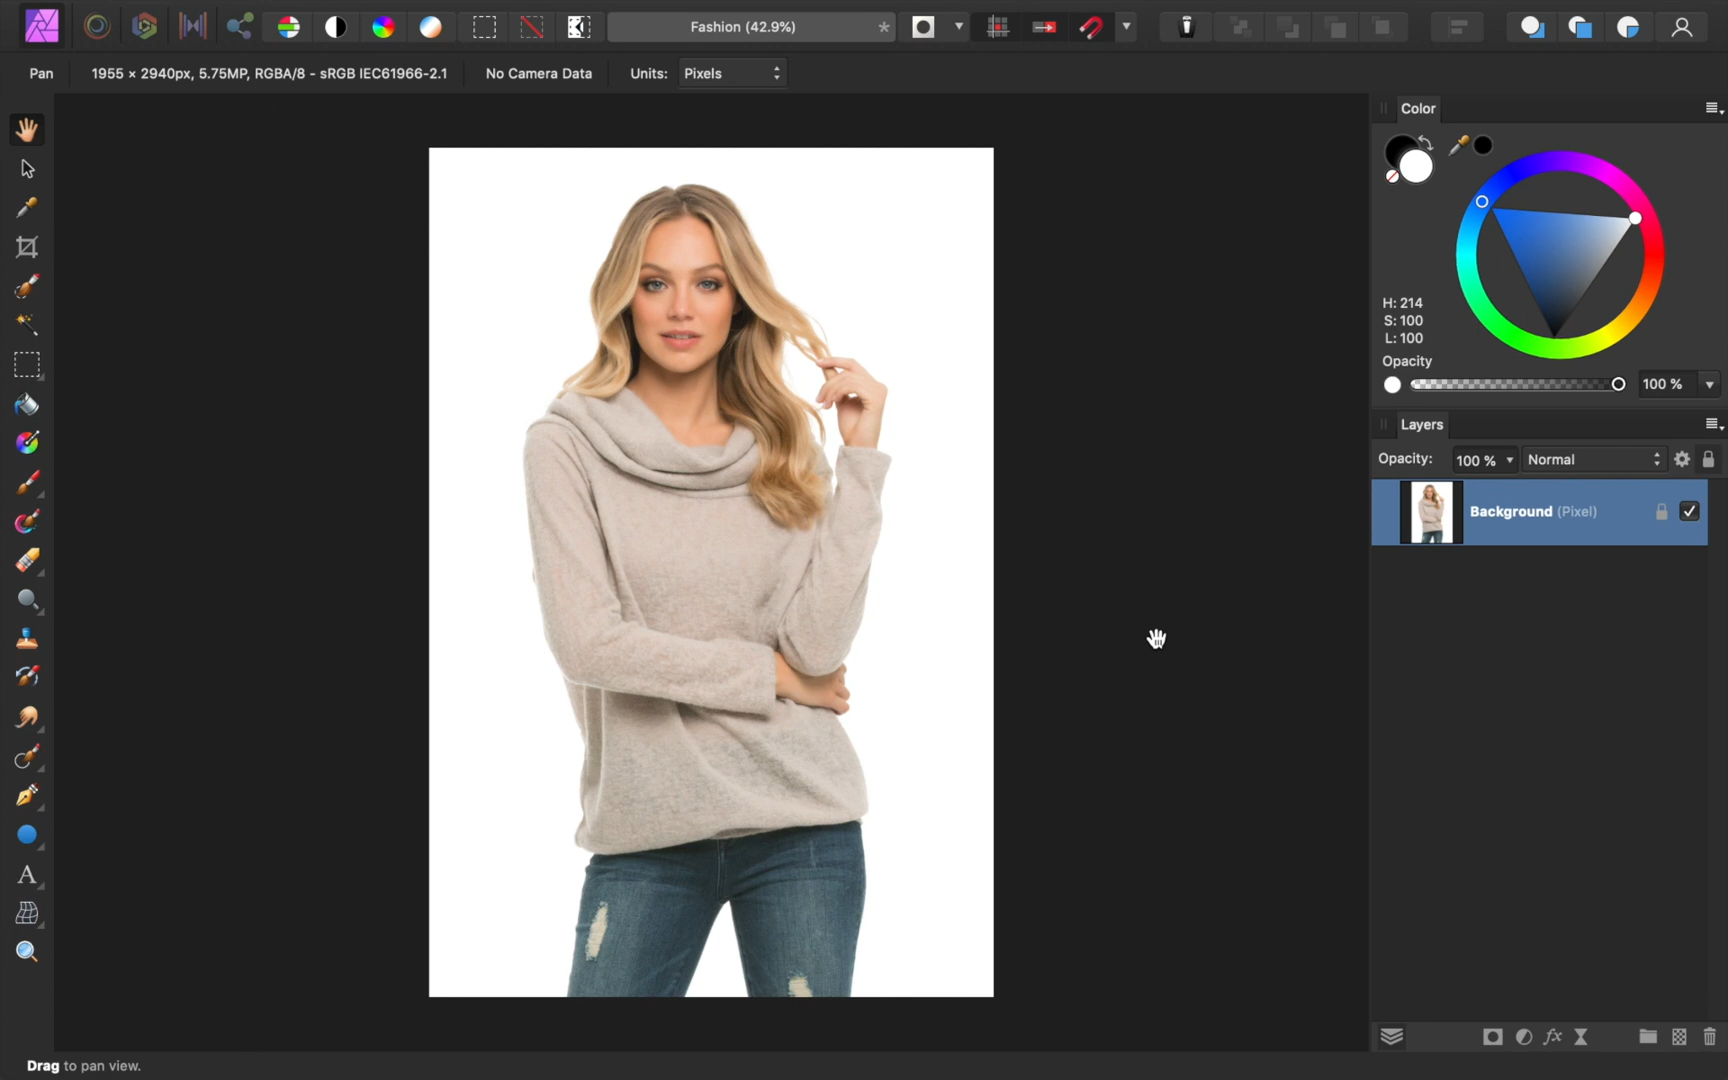 Fashion (42.9%)
*
Pan
1955 × 2940px, 5.75MP, RGBA/8 - sRGB IEC61966-2.1
No Camera Data
Units:
Pixels
Color
H: 214
S: 100
L: 100
Opacity
100 %
Layers
Opacity:
100 %
Normal
Background (Pixel)
A
fx
Drag to pan view.